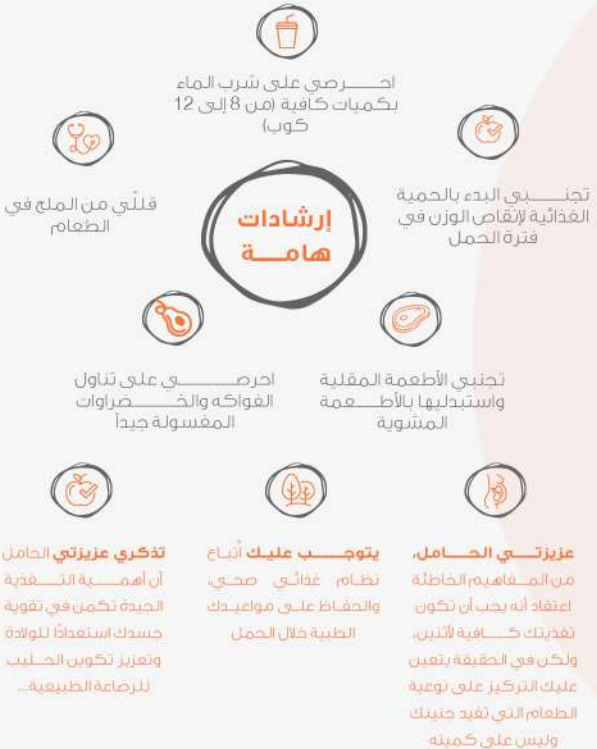 احرصي على شرب الماء
بكميات كافية (من 8 إلى 12
كوب)
تجنبي البدء بالحمية
الغذائية لإنقاص الوزن في
فترة الحمل
قللّي من الملح في
الطعام
إرشادات
هامة
تجنبي الأطعمة المقلية
واستبدليها بالأطعمة
المشوية
احرصي على تناول
الفواكه والخضراوات
المغسولة جيداً
عزيزتي الحامل،
من المفاهيم الخاطئة
اعتقاد أنه يجب أن تكون
تغذيتك كافية لأثنين،
ولكن في الحقيقة يتعين
عليك التركيز على نوعية
الطعام التي تفيد جنينك
وليس على كميته
يتوجب عليك أتباع
نظام غذائي صحي،
والحفاظ على مواعيدك
الطبية خلال الحمل
تذكري عزيزتي الحامل
أن أهمية التغذية
الجيدة تكمن في تقوية
جسدك استعدادًا للولادة
وتعزيز تكوين الحليب
للرضاعة الطبيعية...